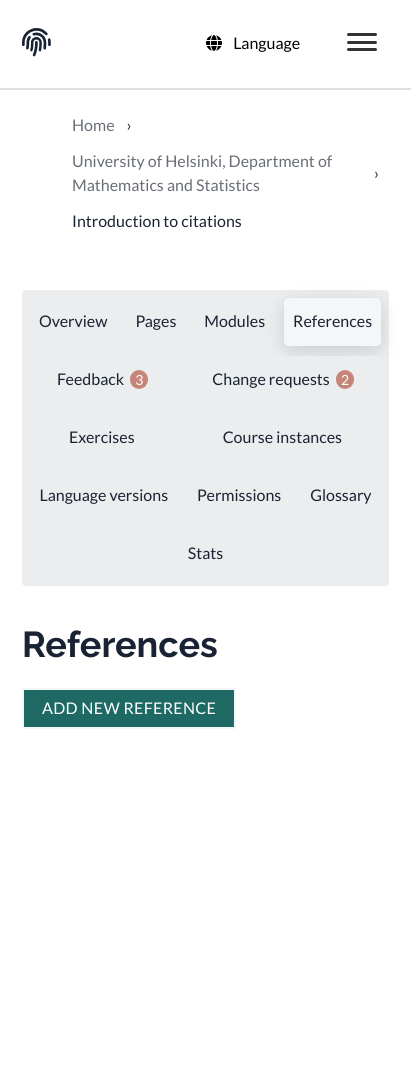 Language
Home ›
University of Helsinki, Department of
Mathematics and Statistics ›
Introduction to citations
Overview Pages Modules References
Feedback 3 Change requests 2
Exercises Course instances
Language versions Permissions Glossary
Stats
References
ADD NEW REFERENCE